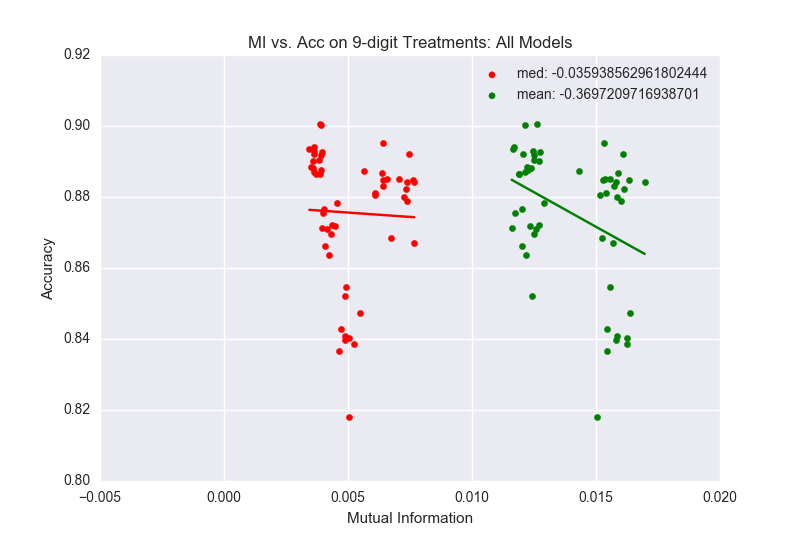 MI vs. Acc on 9-digit Treatments: All Models
med: -0.035938562961802444
mean: -0.3697209716938701
0.92
0.90
0.88
0.86
0.84
0.82
0.80
Accuracy
−0.005
0.000
0.005
0.010
0.015
0.020
Mutual Information